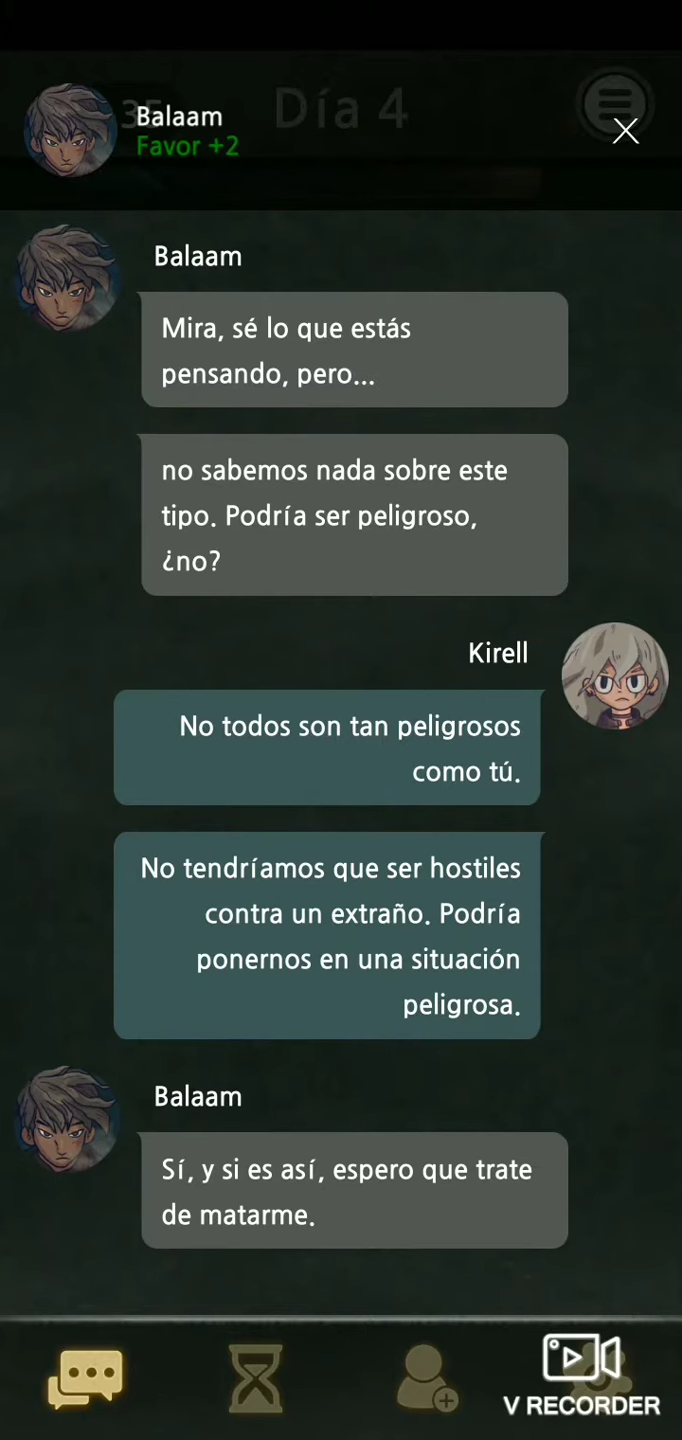 35
Día 4
Balaam
Favor +2
Balaam
Mira, sé lo que estás
pensando, pero...
no sabemos nada sobre este
tipo. Podría ser peligroso,
¿no?
Kirell
No todos son tan peligrosos
como tú.
No tendríamos que ser hostiles
contra un extraño. Podría
ponernos en una situación
peligrosa.
Balaam
Sí, y si es así, espero que trate
de matarme.
V RECORDER